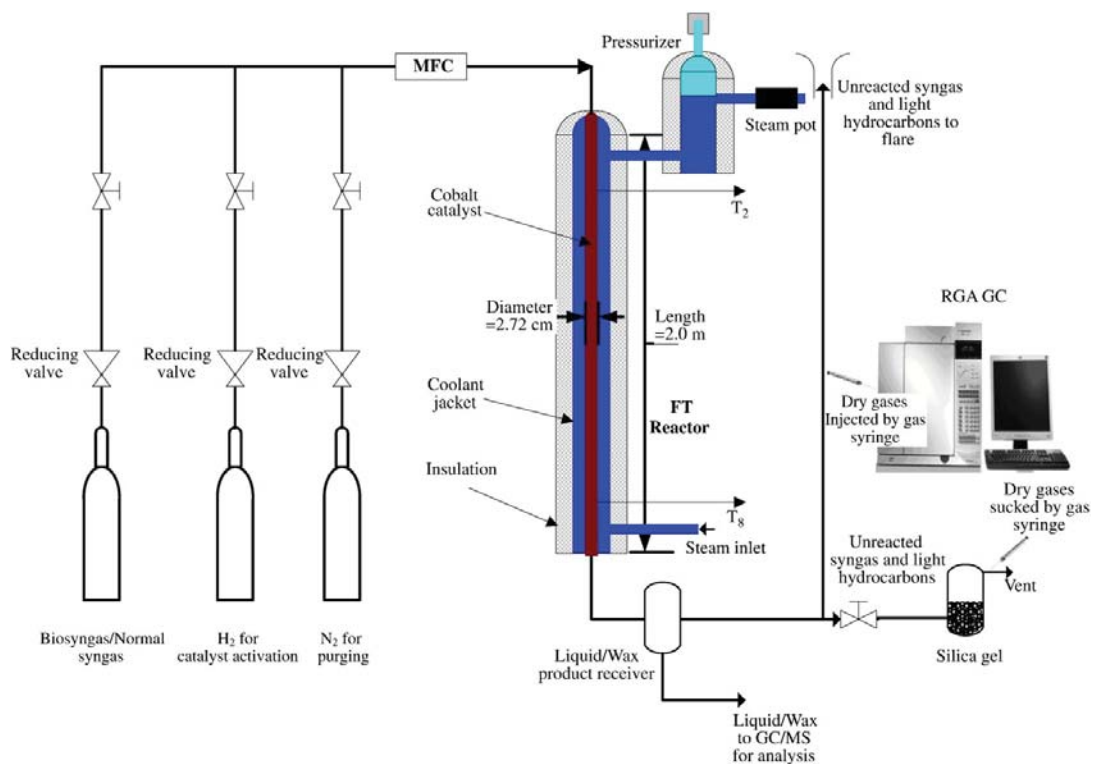 Pressurizer
MFC
Unreacted syngas
and light
hydrocarbons to
flare
Steam pot
Cobalt
catalyst
T2
RGA GC
Diameter
=2.72 cm
Length
=2.0 m
Reducing
valve
Reducing
valve
Reducing
valve
Coolant
jacket
FT
Reactor
Dry gases
Injected by gas
syringe
Insulation
T8
Steam inlet
Dry gases
sucked by gas
syringe
Unreacted
syngas and light
hydrocarbons
Vent
Biosyngas/Normal
syngas
H2 for
catalyst activation
N2 for
purging
Liquid/Wax
product receiver
Silica gel
Liquid/Wax
to GC/MS
for analysis